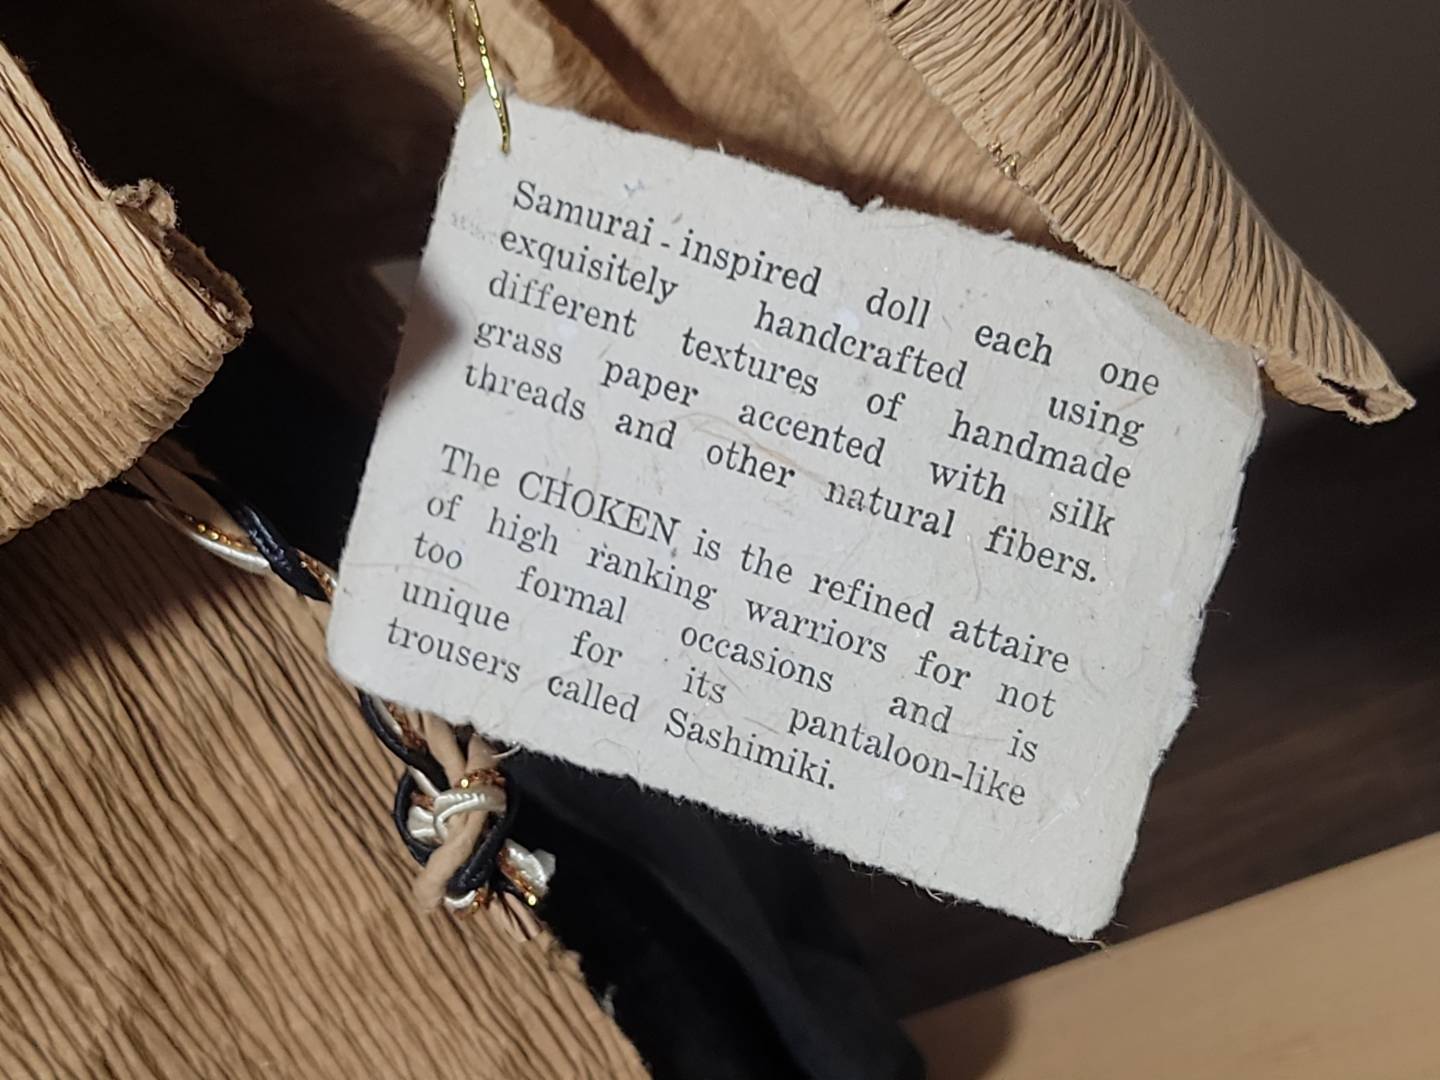 Samurai - inspired doll each one
exquisitely handcrafted using
different textures of handmade
grass paper accented with silk
threads and other natural fibers.
The CHOKEN is the refined attaire
of high ranking warriors for not
too formal occasions and is
unique for its pantaloon-like
trousers called Sashimiki.